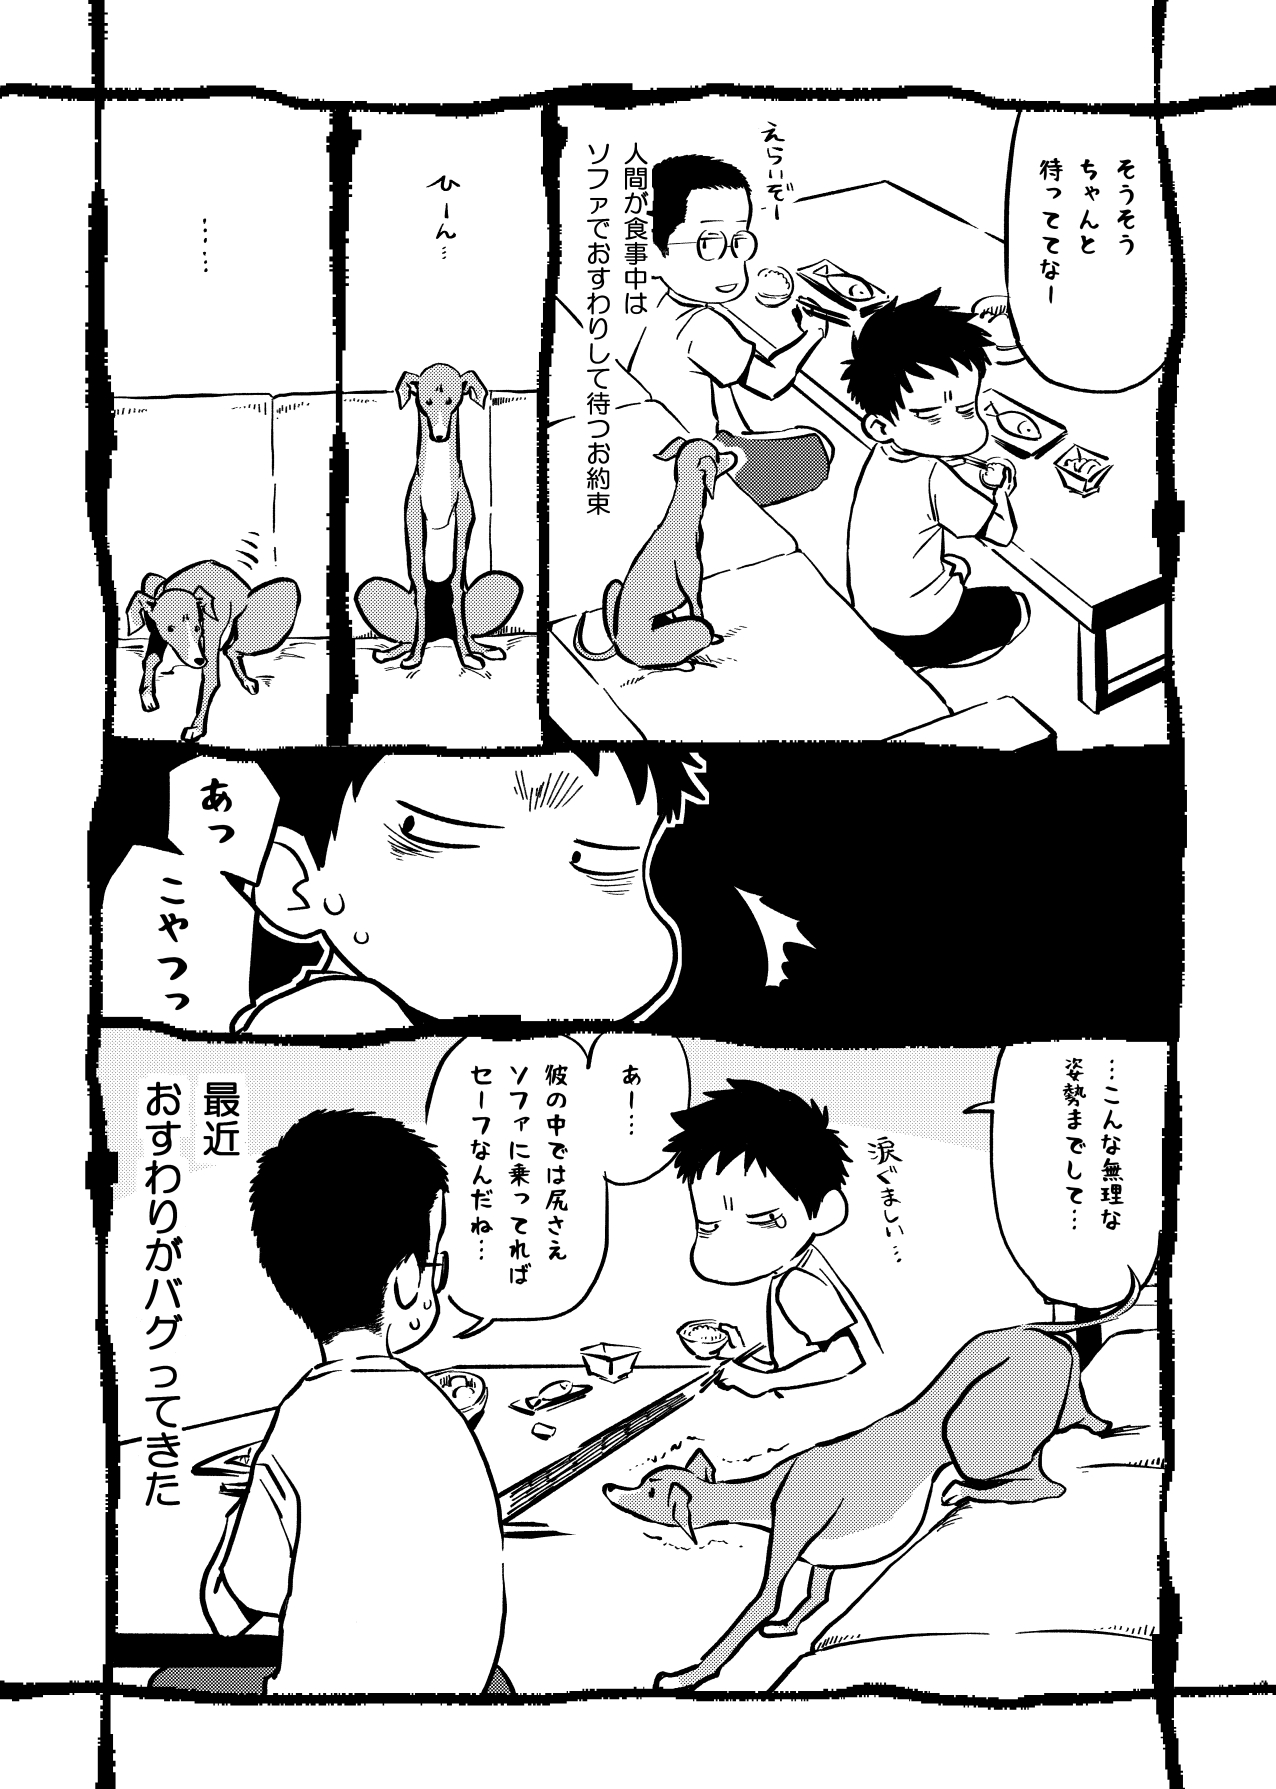 そうそう
ちゃんと
待っててなー
えらいぞー
人間が食事中は
ソファでおすわりして待つお約束
ひーん…
……
あっ
こやつっ
…こんな無理な
姿勢までして…
涙ぐましい…
あー…
彼の中では尻さえ
ソファに乗ってれば
セーフなんだね…
最近
おすわりがバグってきた